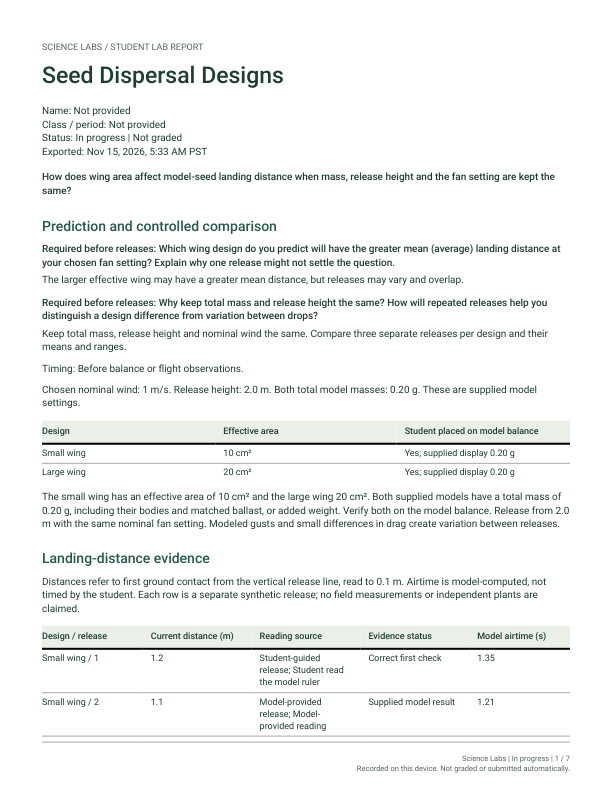 SCIENCE LABS / STUDENT LAB REPORT
Seed Dispersal Designs
Name: Not provided
Class / period: Not provided
Status: In progress | Not graded
Exported: Nov 15, 2026, 5:33 AM PST
How does wing area affect model-seed landing distance when mass, release height and the fan setting are kept the
same?
Prediction and controlled comparison
Required before releases: Which wing design do you predict will have the greater mean (average) landing distance at
your chosen fan setting? Explain why one release might not settle the question.
The larger effective wing may have a greater mean distance, but releases may vary and overlap.
Required before releases: Why keep total mass and release height the same? How will repeated releases help you
distinguish a design difference from variation between drops?
Keep total mass, release height and nominal wind the same. Compare three separate releases per design and their
means and ranges.
Timing: Before balance or flight observations.
Chosen nominal wind: 1 m/s. Release height: 2.0 m. Both total model masses: 0.20 g. These are supplied model
settings.
Design Effective area Student placed on model balance
Small wing 10 cm² Yes; supplied display 0.20 g
Large wing 20 cm² Yes; supplied display 0.20 g
The small wing has an effective area of 10 cm² and the large wing 20 cm². Both supplied models have a total mass of
0.20 g, including their bodies and matched ballast, or added weight. Verify both on the model balance. Release from 2.0
m with the same nominal fan setting. Modeled gusts and small differences in drag create variation between releases.
Landing-distance evidence
Distances refer to first ground contact from the vertical release line, read to 0.1 m. Airtime is model-computed, not
timed by the student. Each row is a separate synthetic release; no field measurements or independent plants are
claimed.
Design / release Current distance (m) Reading source Evidence status Model airtime (s)
Small wing / 1 1.2 Student-guided Correct first check 1.35
release; Student read
the model ruler
Small wing / 2 1.1 Model-provided Supplied model result 1.21
release; Model-
provided reading
Science Labs | In progress | 1 / 7
Recorded on this device. Not graded or submitted automatically.